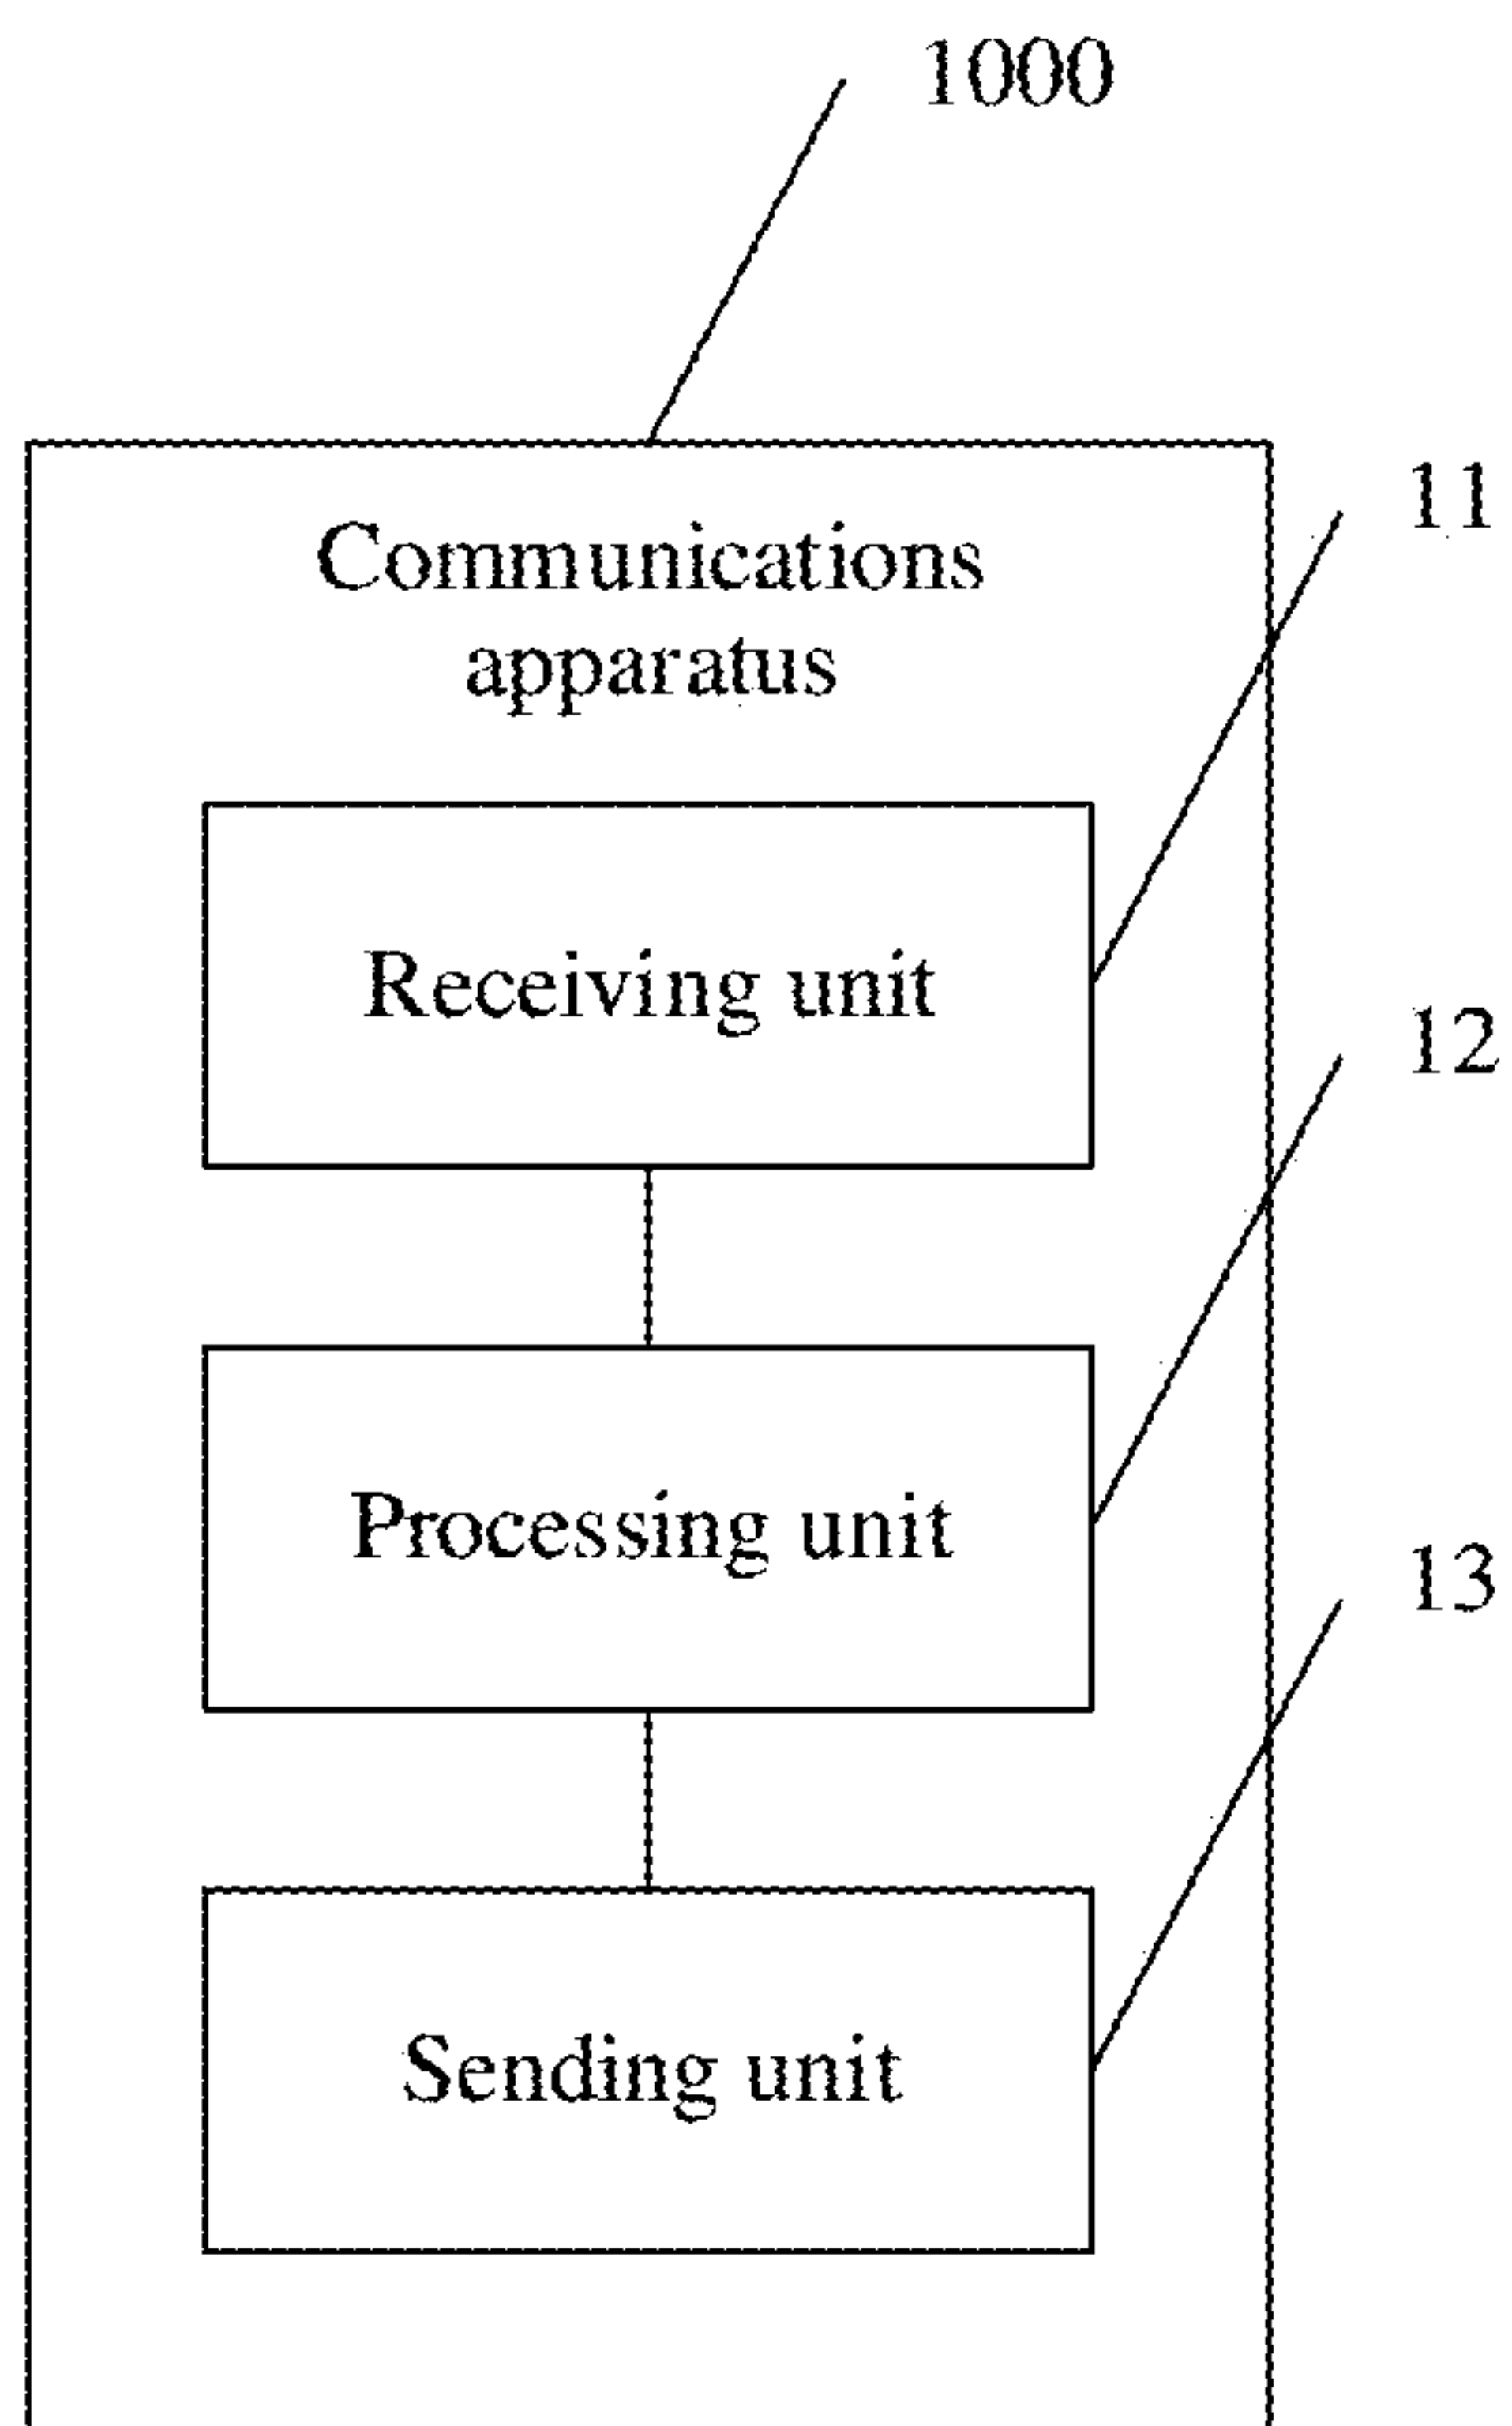 1000
Communications
apparatus
11
Receiving unit
12
Processing unit
13
Sending unit